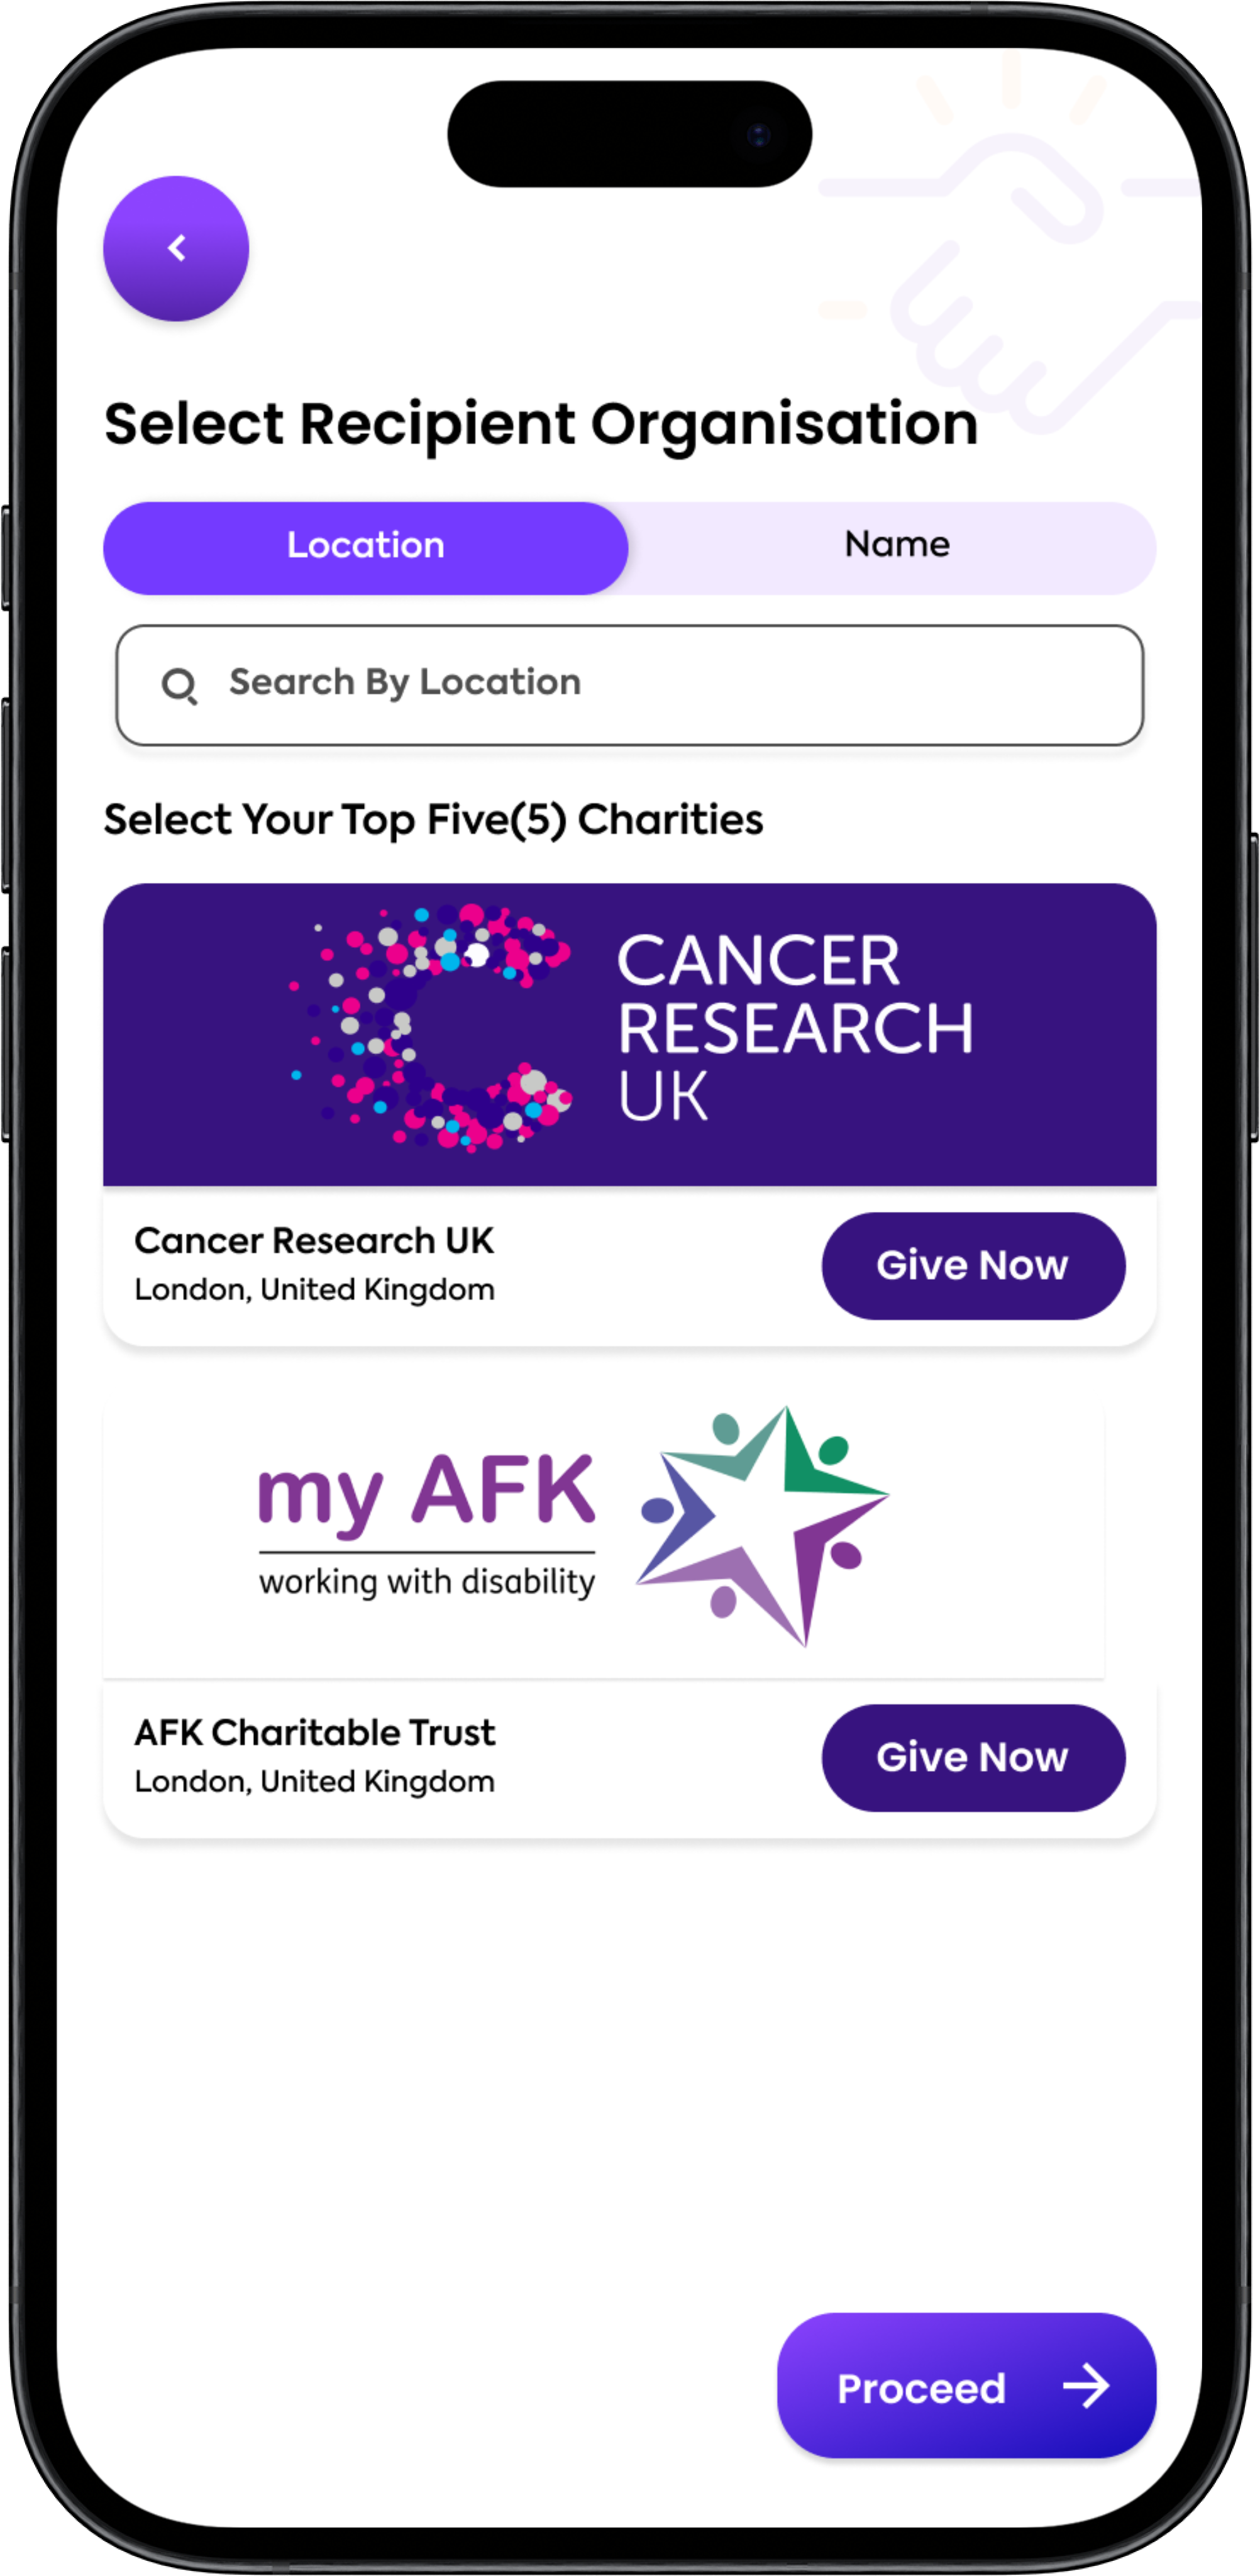 Select Recipient Organisation
Location
Name
Search By Location
Select Your Top Five(5) Charities
CANCER
RESEARCH
UK
Cancer Research UK
London, United Kingdom
Give Now
my AFK
working with disability
AFK Charitable Trust
London, United Kingdom
Give Now
Proceed